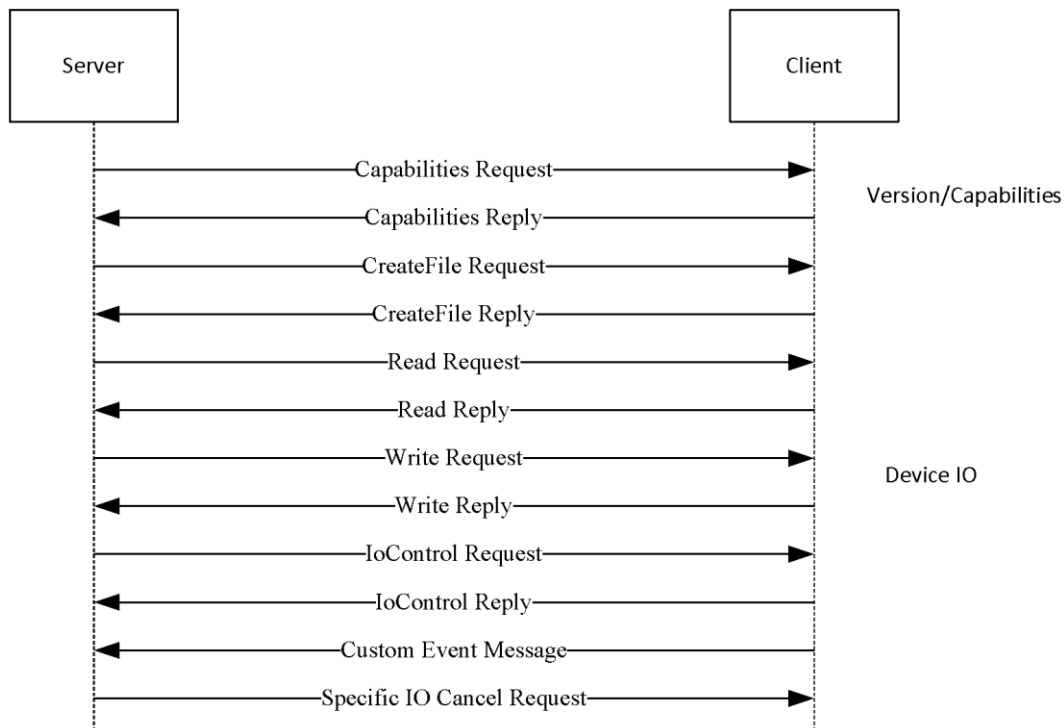 Server
Client
Capabilities Request
Version/Capabilities
Capabilities Reply
CreateFile Request
CreateFile Reply
Read Request
Read Reply
Write Request
Device IO
Write Reply
IoControl Request
IoControl Reply
Custom Event Message
Specific IO Cancel Request